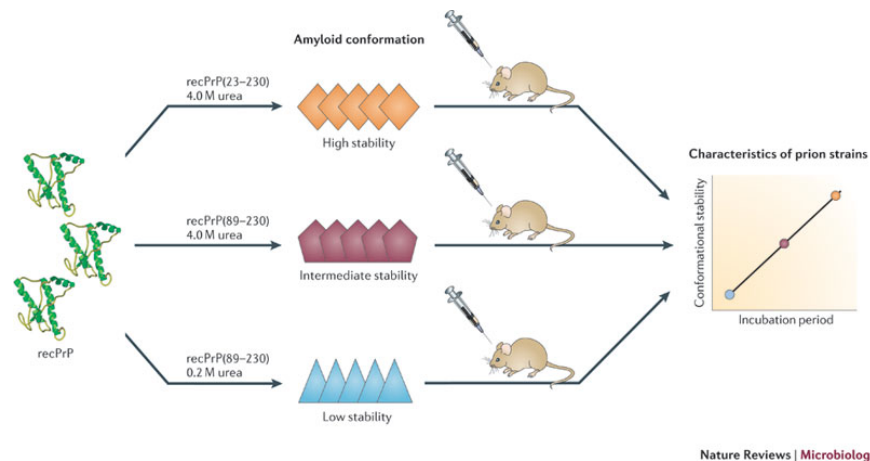 Amyloid conformation
recPrP(23–230)
4.0 M urea
High stability
recPrP(89–230)
4.0 M urea
Intermediate stability
recPrP(89–230)
0.2 M urea
Low stability
recPrP
Characteristics of prion strains
Conformational stability
Incubation period
Nature Reviews | Microbiolog